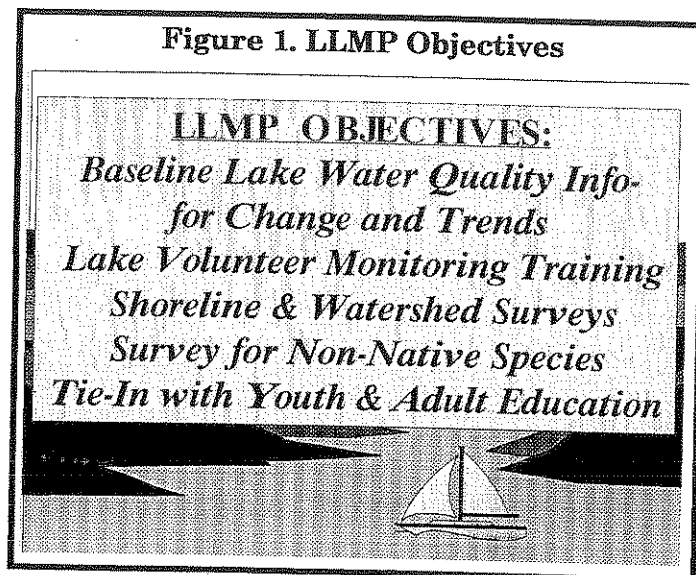 Figure 1. LLMP Objectives
LLMP OBJECTIVES:
Baseline Lake Water Quality Info-
for Change and Trends
Lake Volunteer Monitoring Training
Shoreline & Watershed Surveys
Survey for Non-Native Species
Tie-In with Youth & Adult Education